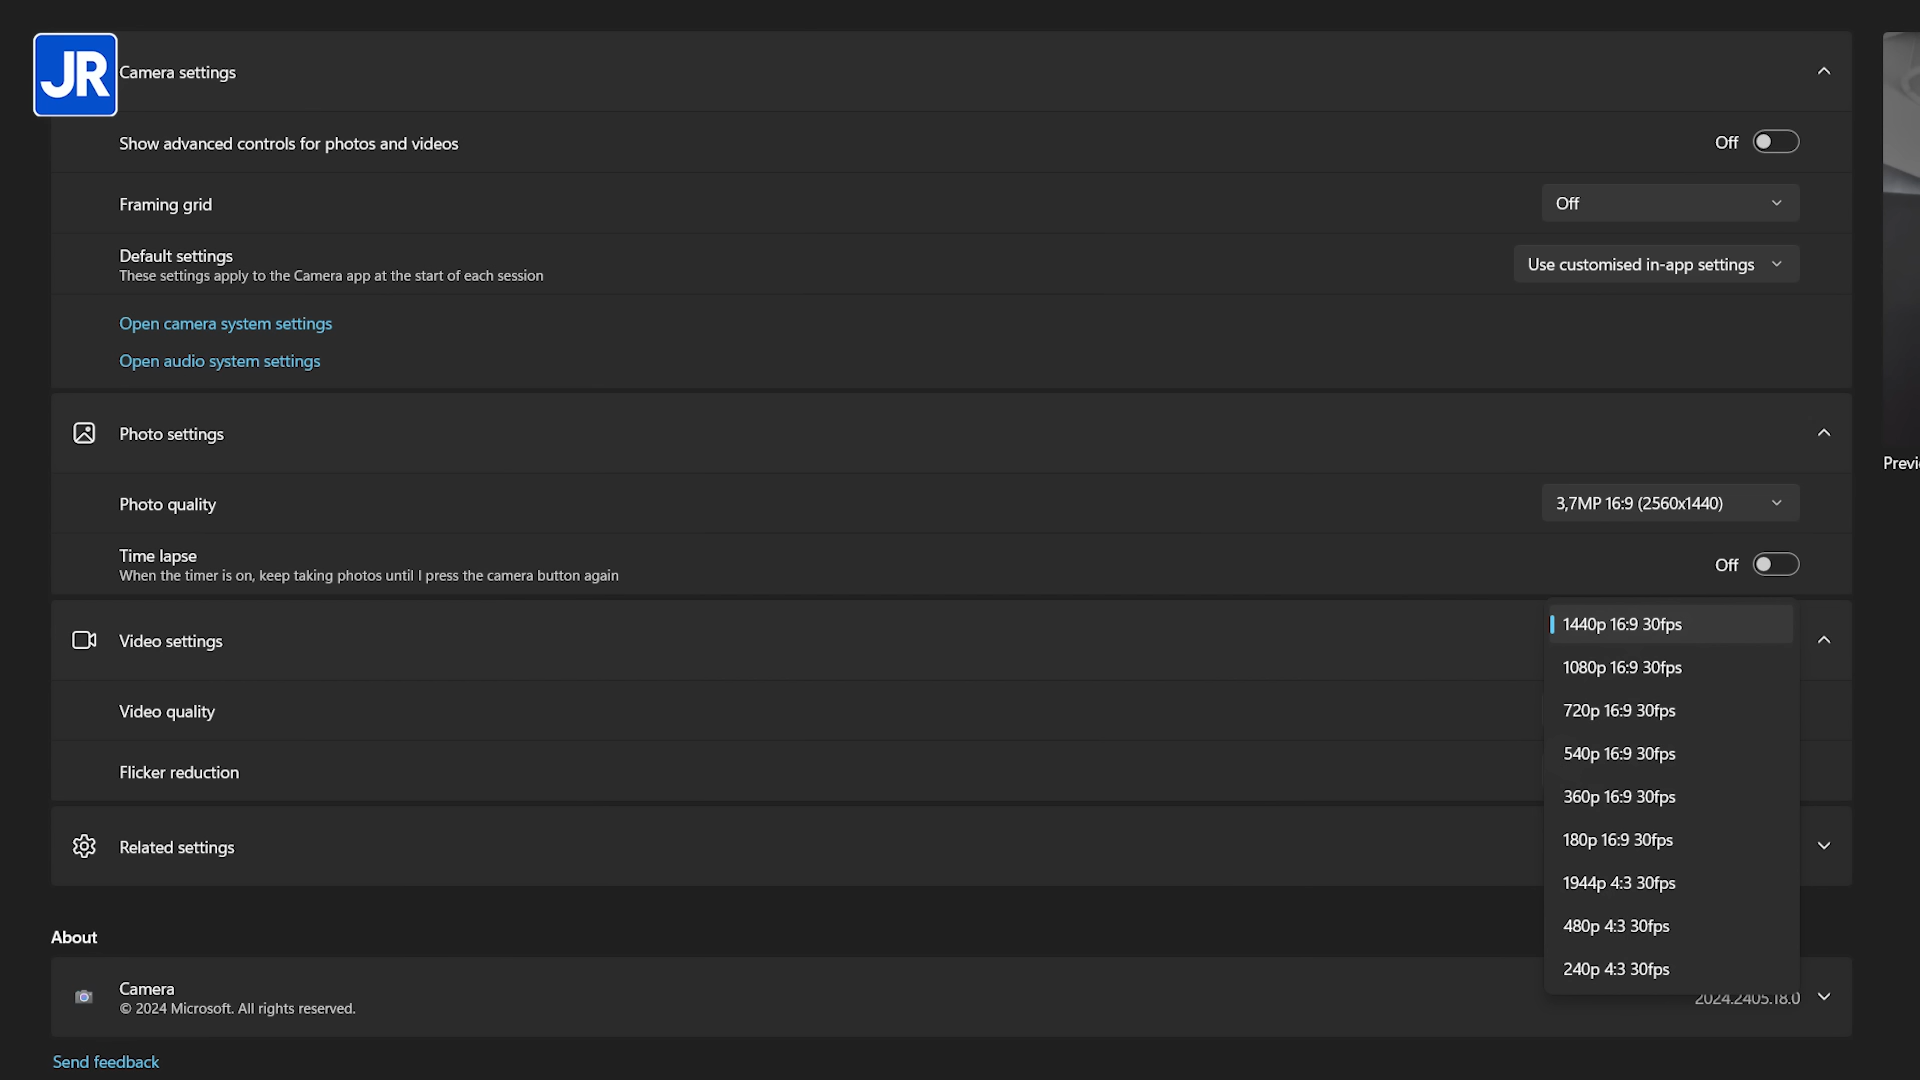 JR
Camera settings
Show advanced controls for photos and videos
Off
Framing grid
Off
Default settings
These settings apply to the Camera app at the start of each session
Use customised in-app settings
Open camera system settings
Open audio system settings
Photo settings
Photo quality
3,7MP 16:9 (2560x1440)
Time lapse
When the timer is on, keep taking photos until I press the camera button again
Off
Video settings
Video quality
Flicker reduction
1440p 16:9 30fps
1080p 16:9 30fps
720p 16:9 30fps
540p 16:9 30fps
360p 16:9 30fps
180p 16:9 30fps
1944p 4:3 30fps
480p 4:3 30fps
240p 4:3 30fps
Related settings
About
Camera
© 2024 Microsoft. All rights reserved.
2024.2405.18.0
Send feedback
Previ